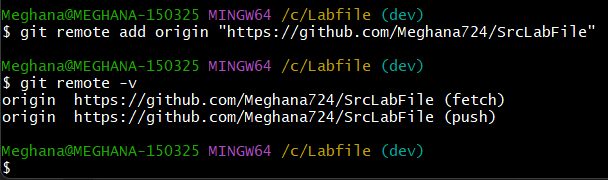 Meghana@MEGHANA-150325 MINGW64 /c/Labfile (dev)
$ git remote add origin "https://github.com/Meghana724/SrcLabFile"
Meghana@MEGHANA-150325 MINGW64 /c/Labfile (dev)
$ git remote -v
origin  https://github.com/Meghana724/SrcLabFile (fetch)
origin  https://github.com/Meghana724/SrcLabFile (push)
Meghana@MEGHANA-150325 MINGW64 /c/Labfile (dev)
$